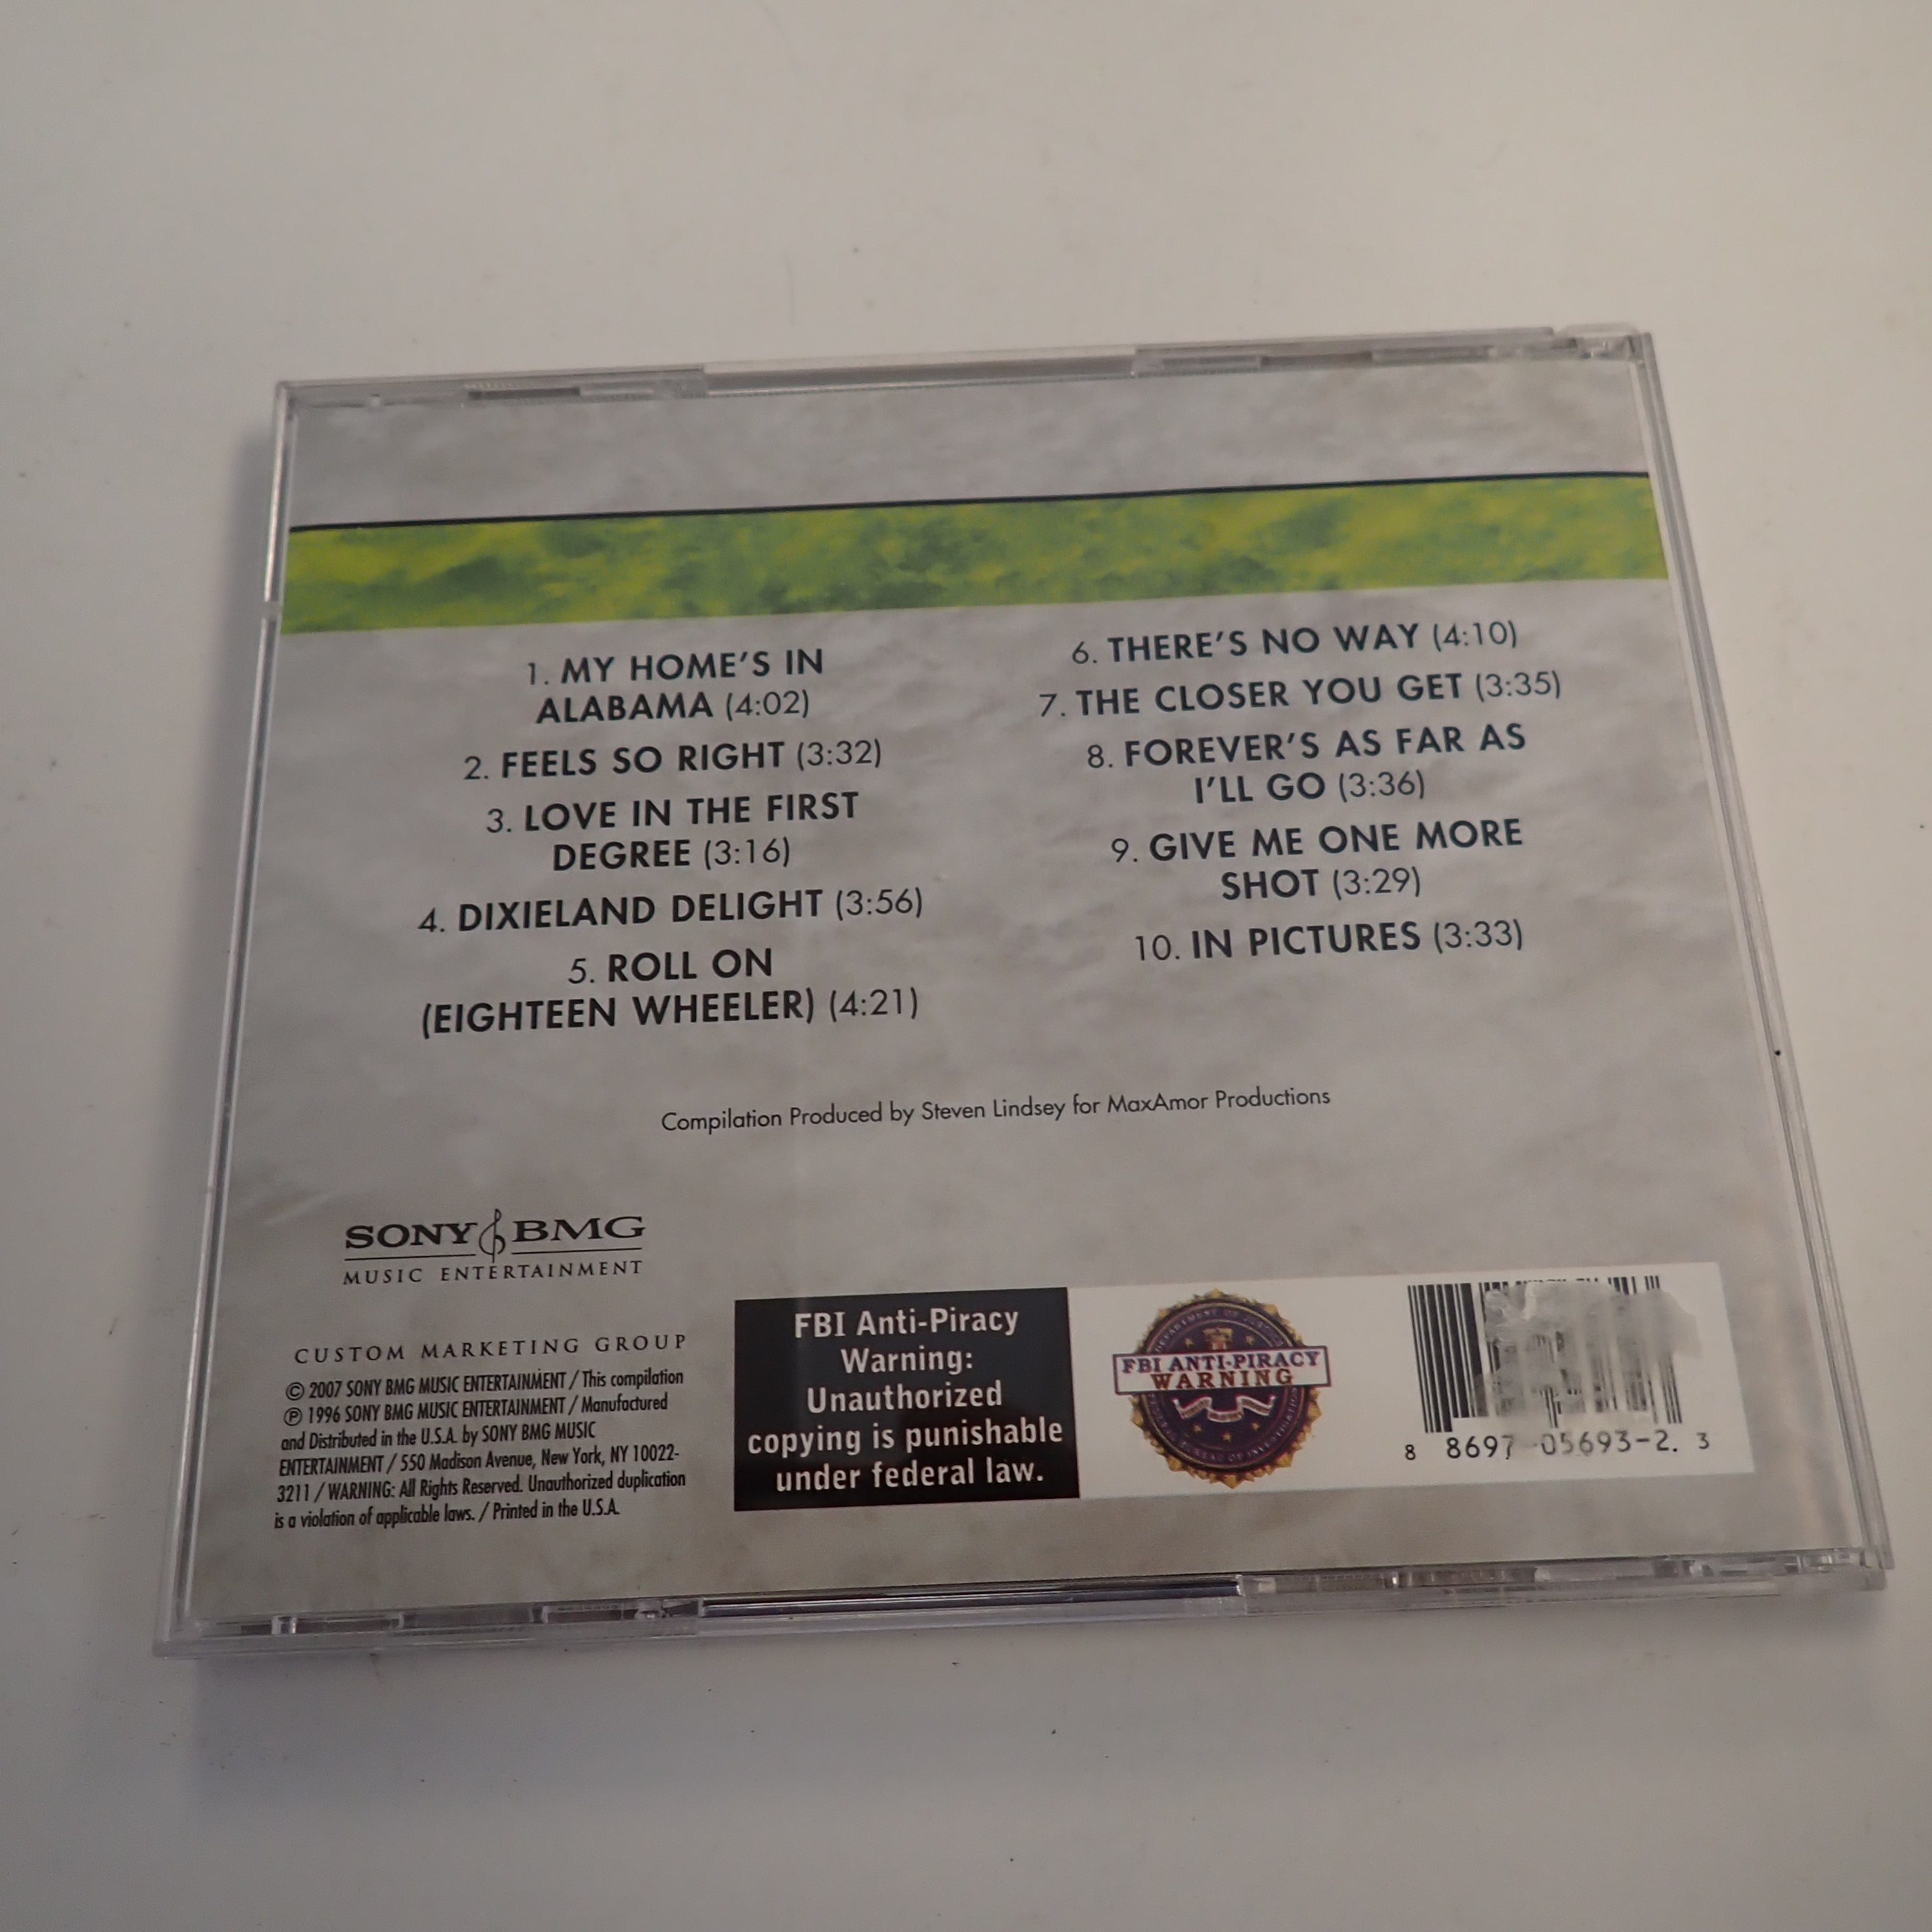 1. MY HOME'S IN
ALABAMA (4:02)
2. FEELS SO RIGHT (3:32)
3. LOVE IN THE FIRST
DEGREE (3:16)
4. DIXIELAND DELIGHT (3:56)
5. ROLL ON
(EIGHTEEN WHEELER) (4:21)
6. THERE'S NO WAY (4:10)
7. THE CLOSER YOU GET (3:35)
8. FOREVER'S AS FAR AS
I'LL GO (3:36)
9. GIVE ME ONE MORE
SHOT (3:29)
10. IN PICTURES (3:33)
Compilation Produced by Steven Lindsey for MaxAmor Productions
SONY BMG
MUSIC ENTERTAINMENT
CUSTOM MARKETING GROUP
© 2007 SONY BMG MUSIC ENTERTAINMENT / This compilation
℗ 1996 SONY BMG MUSIC ENTERTAINMENT / Manufactured
and Distributed in the U.S.A. by SONY BMG MUSIC
ENTERTAINMENT / 550 Madison Avenue, New York, NY 10022-
3211 / WARNING: All Rights Reserved. Unauthorized duplication
is a violation of applicable laws. / Printed in the U.S.A.
FBI Anti-Piracy
Warning:
Unauthorized
copying is punishable
under federal law.
FBI ANTI-PIRACY
WARNING
8 8697 05693-2. 3